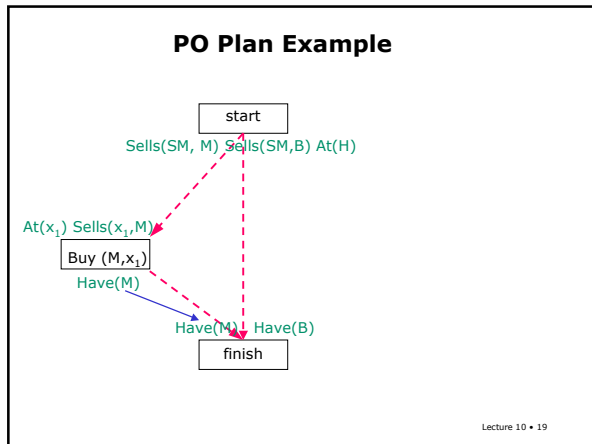 PO Plan Example
start
Sells(SM, M) Sells(SM,B) At(H)
At(x₁) Sells(x₁,M)
Buy (M,x₁)
Have(M)
Have(M) Have(B)
finish
Lecture 10 • 19